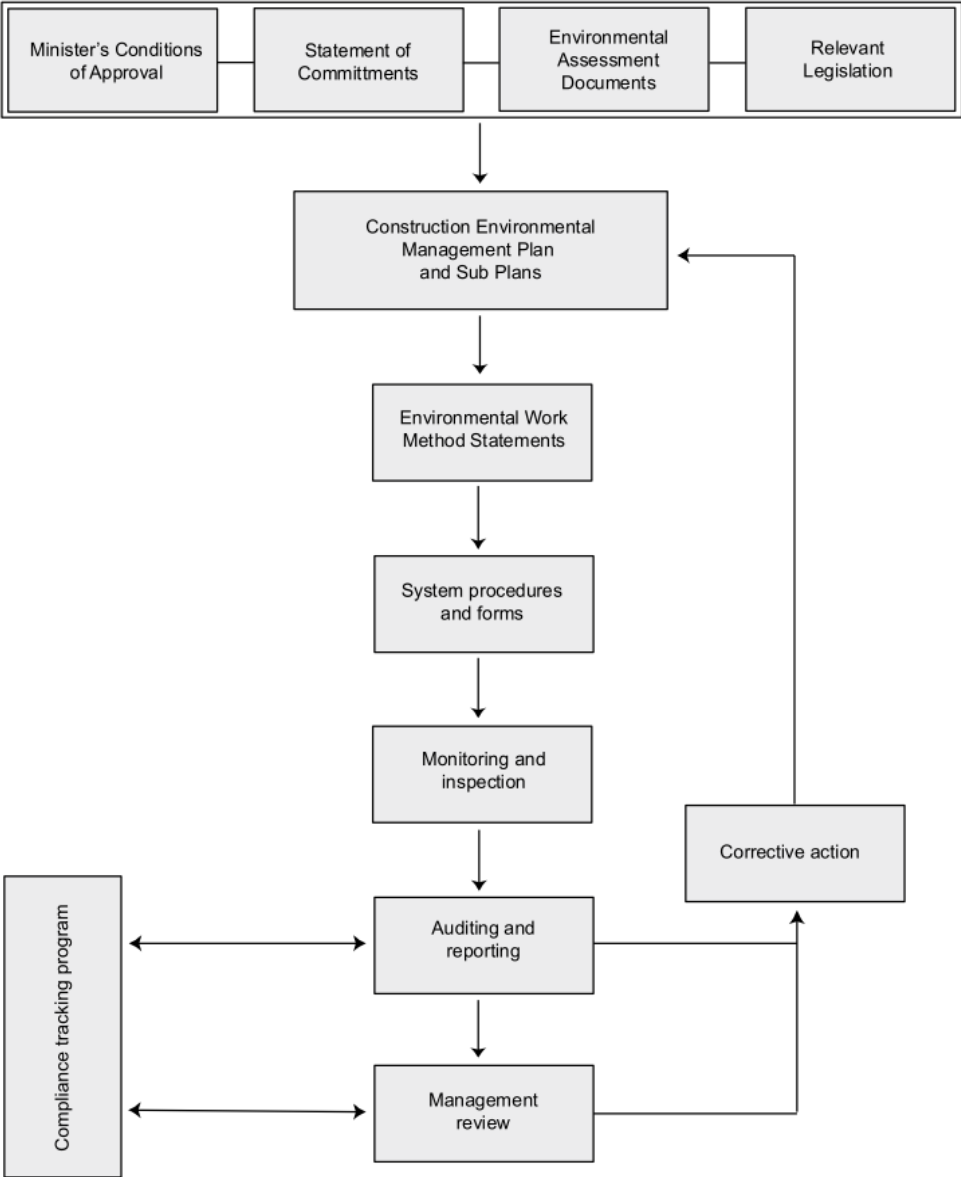 Minister’s Conditions
of Approval
Statement of
Committments
Environmental
Assessment
Documents
Relevant
Legislation
Construction Environmental
Management Plan
and Sub Plans
Environmental Work
Method Statements
System procedures
and forms
Monitoring and
inspection
Corrective action
Auditing and
reporting
Compliance tracking program
Management
review